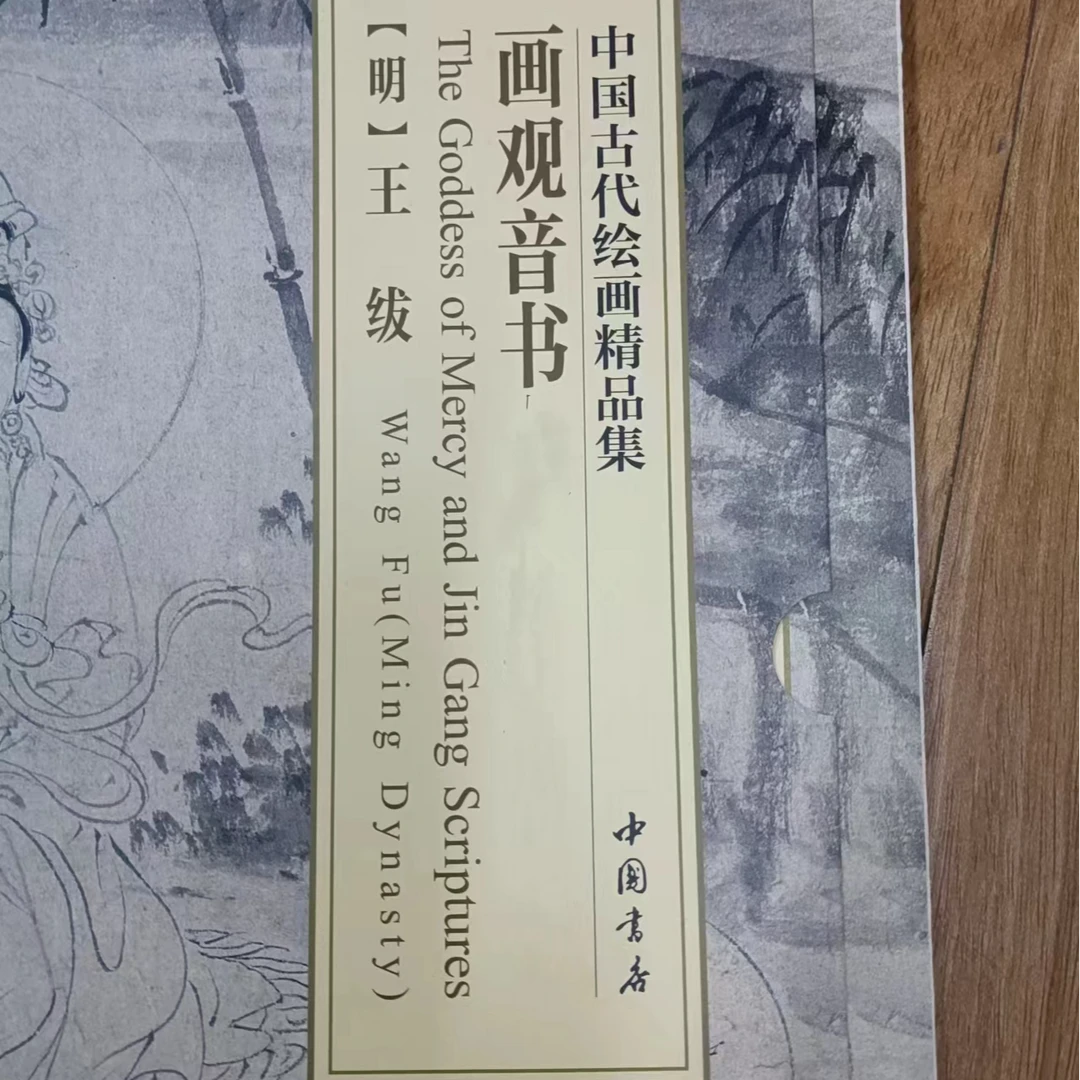 中国古代绘画精品集
中国书店
画观音书
The Goddess of Mercy and Jin Gang Scriptures
【明】王 绂 Wang Fu(Ming Dynasty)